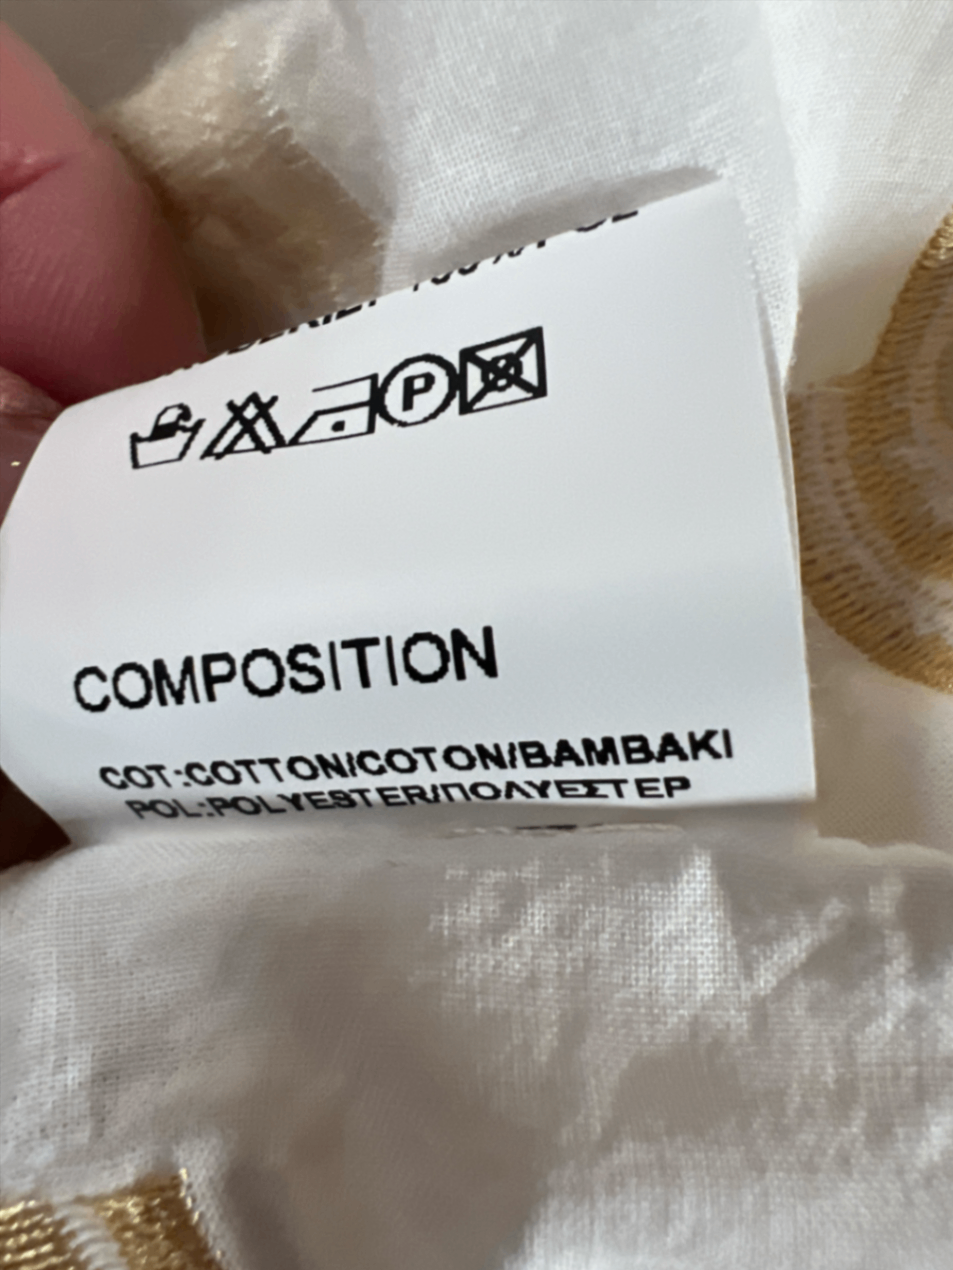 P
COMPOSITION
COT:COTTON/COTON/BAMBAKI
POL:POLYESTER/ΠΟΛΥΕΣΤΕΡ